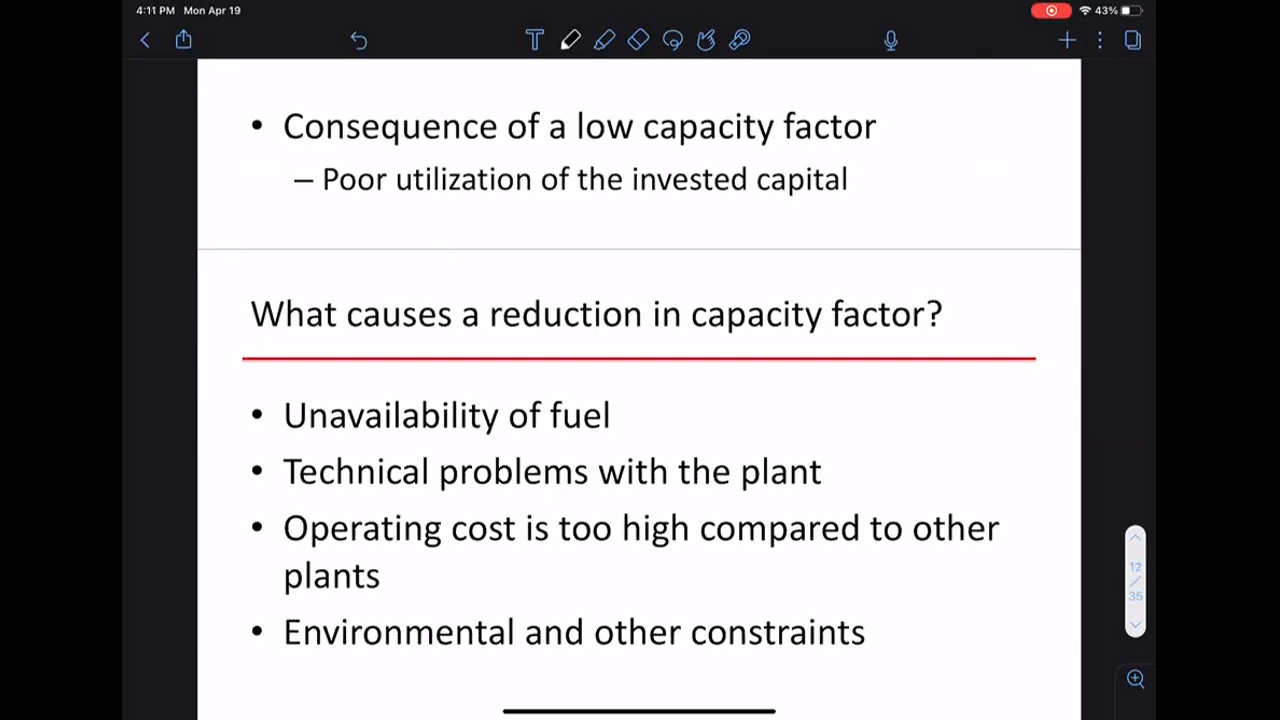 4:11 PM Mon Apr 19
43%
• Consequence of a low capacity factor
– Poor utilization of the invested capital
What causes a reduction in capacity factor?
• Unavailability of fuel
• Technical problems with the plant
• Operating cost is too high compared to other
plants
• Environmental and other constraints
12
/
35